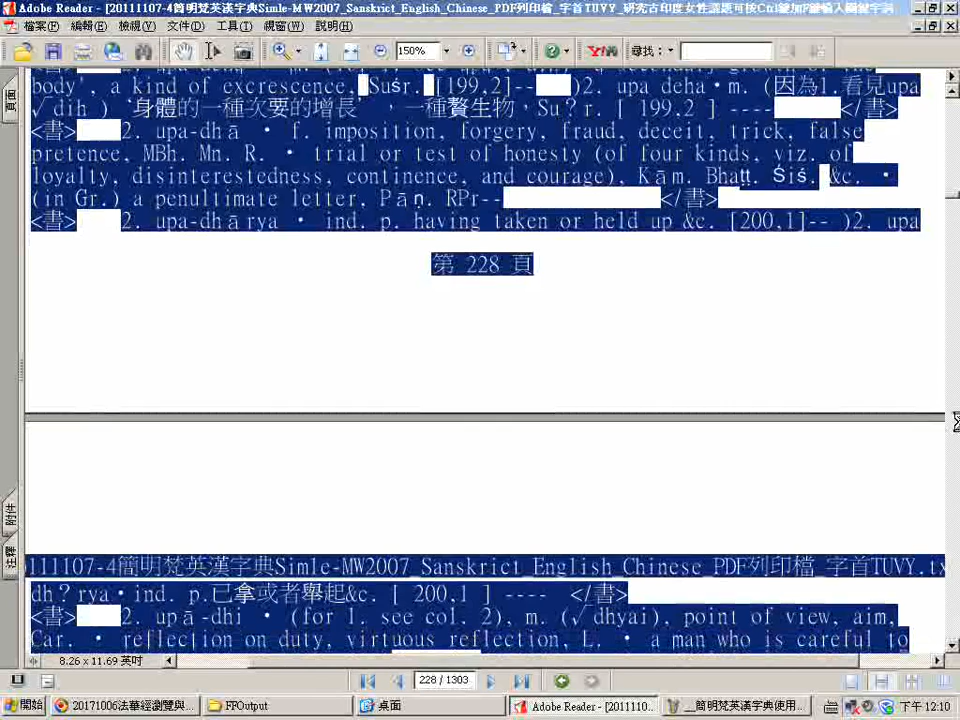 Adobe Reader - [20111107-4簡明梵英漢字典Simle-MW2007_Sanskrict_English_Chinese_PDF列印檔_字首TUVY_研究古印度女性議題可按Ctrl鍵加F鍵輸入關鍵字詞
檔案(F) 編輯(E) 檢視(V) 文件(D) 工具(T) 視窗(W) 說明(H)
150% 尋找：
頁面
body', a kind of excrescence, Suśr. [199,2]-- )2. upa deha·m. (因為1.看見upa
√dih )‘身體的一種次要的增長’，一種贅生物，Su？r. [ 199,2 ] ---- </書>
<書> 2. upa-dhā • f. imposition, forgery, fraud, deceit, trick, false
pretence, MBh. Mn. R. • trial or test of honesty (of four kinds, viz. of
loyalty, disinterestedness, continence, and courage), Kām. Bhaṭṭ. Śiś. &c. •
(in Gr.) a penultimate letter, Pāṇ. RPr-- </書>
<書> 2. upa-dhārya • ind. p. having taken or held up &c. [200,1]-- )2. upa
第 228 頁
附件
注釋
111107-4簡明梵英漢字典Simle-MW2007_Sanskrict_English_Chinese_PDF列印檔_字首TUVY.tx
dh？rya·ind. p.已拿或者舉起&c. [ 200,1 ] ---- </書>
<書> 2. upā-dhi • (for 1. see col. 2), m. (√dhyai), point of view, aim,
Car. • reflection on duty, virtuous reflection, L. • a man who is careful to
8.26 x 11.69 英吋
228 / 1303
開始 20171006法華經瀏覽與... FFOutput 桌面 Adobe Reader - [2011110... __簡明梵英漢字典使用... 下午 12:10